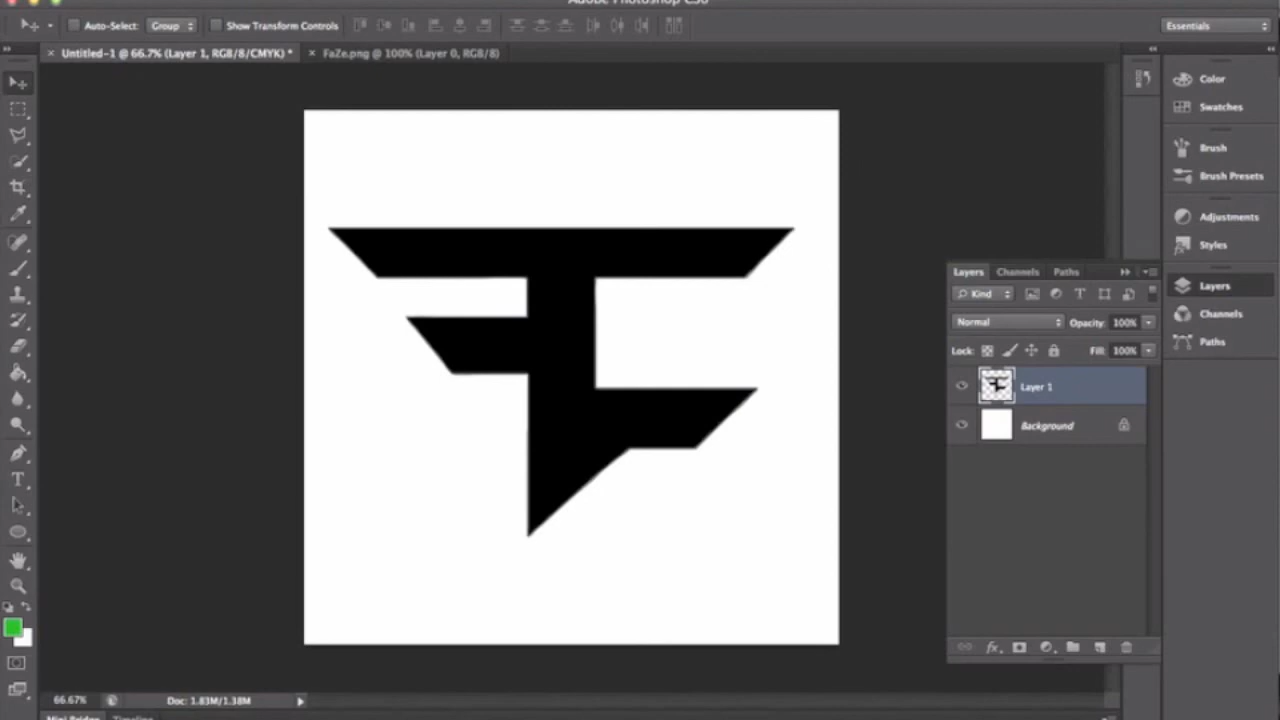 Adobe Photoshop CS6
Auto-Select: Group Show Transform Controls Essentials
× Untitled-1 @ 66.7% (Layer 1, RGB/8/CMYK) * × FaZe.png @ 100% (Layer 0, RGB/8)
Color
Swatches
Brush
Brush Presets
Adjustments
Styles
Layers
Channels
Paths
Layers Channels Paths
Kind
Normal Opacity: 100%
Lock: Fill: 100%
Layer 1
Background
fx
T
66.67% Doc: 1.83M/1.38M
Mini Bridge Timeline